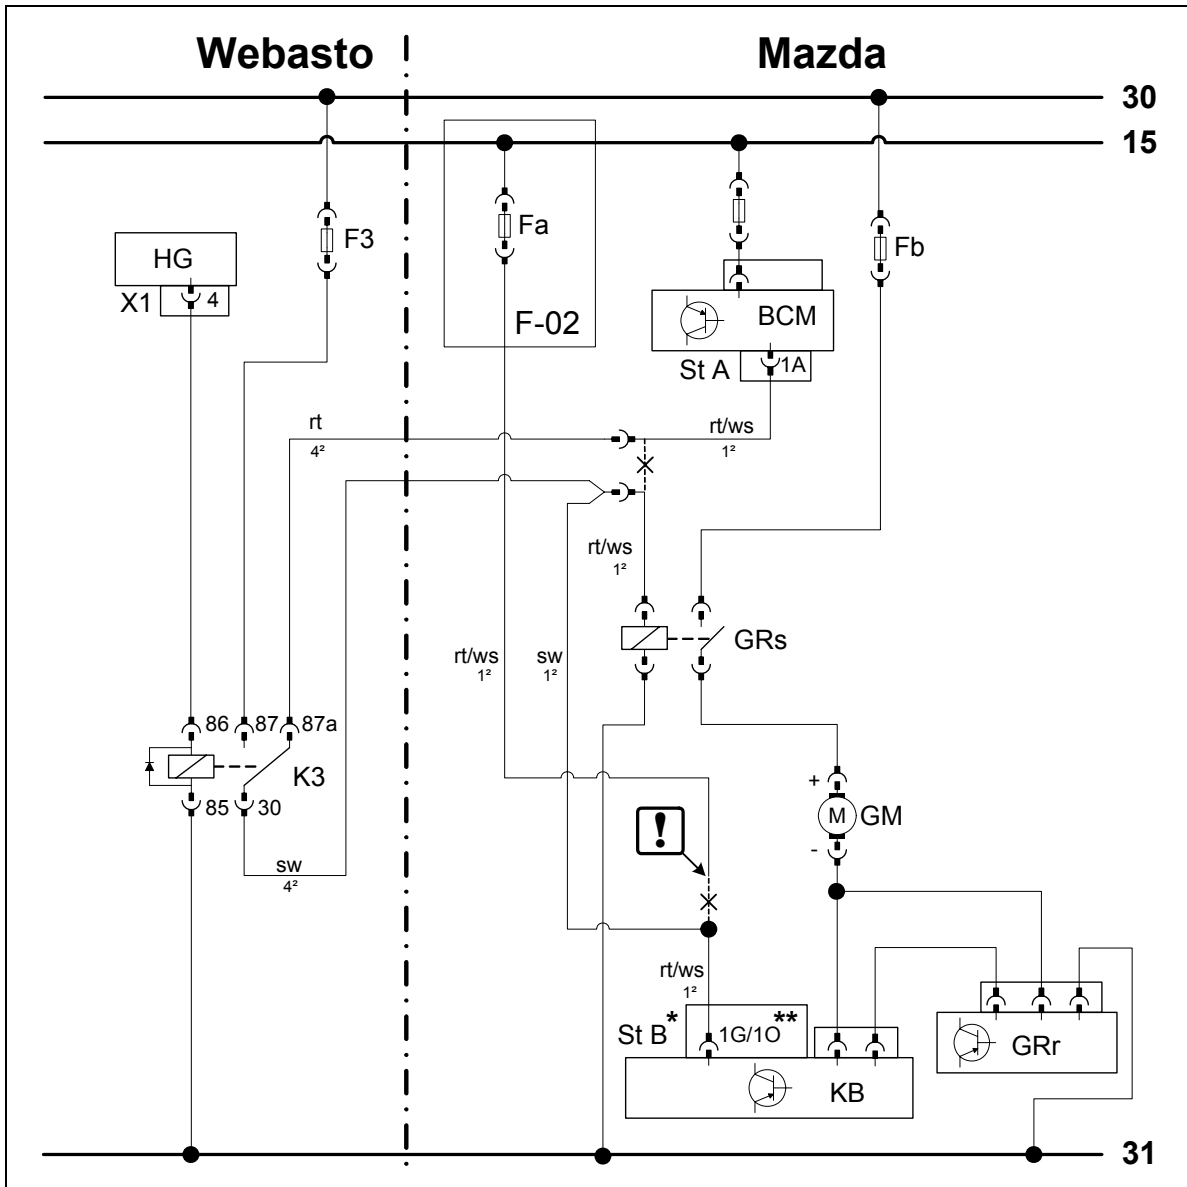 Webasto
Mazda
30
15
F3
Fa
Fb
HG
X1
4
F-02
BCM
St A
1A
rt
4²
rt/ws
1²
rt/ws
1²
GRs
rt/ws
1²
sw
1²
86
87
87a
K3
85
30
sw
4²
+
M
GM
-
!
rt/ws
1²
St B
*
1G/1O
**
KB
GRr
31